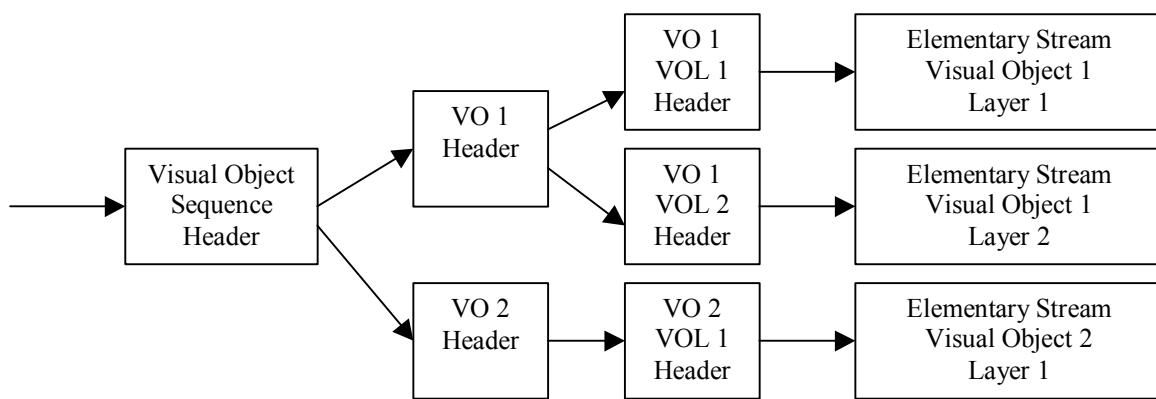 Visual Object
Sequence
Header
VO 1
Header
VO 2
Header
VO 1
VOL 1
Header
VO 1
VOL 2
Header
VO 2
VOL 1
Header
Elementary Stream
Visual Object 1
Layer 1
Elementary Stream
Visual Object 1
Layer 2
Elementary Stream
Visual Object 2
Layer 1